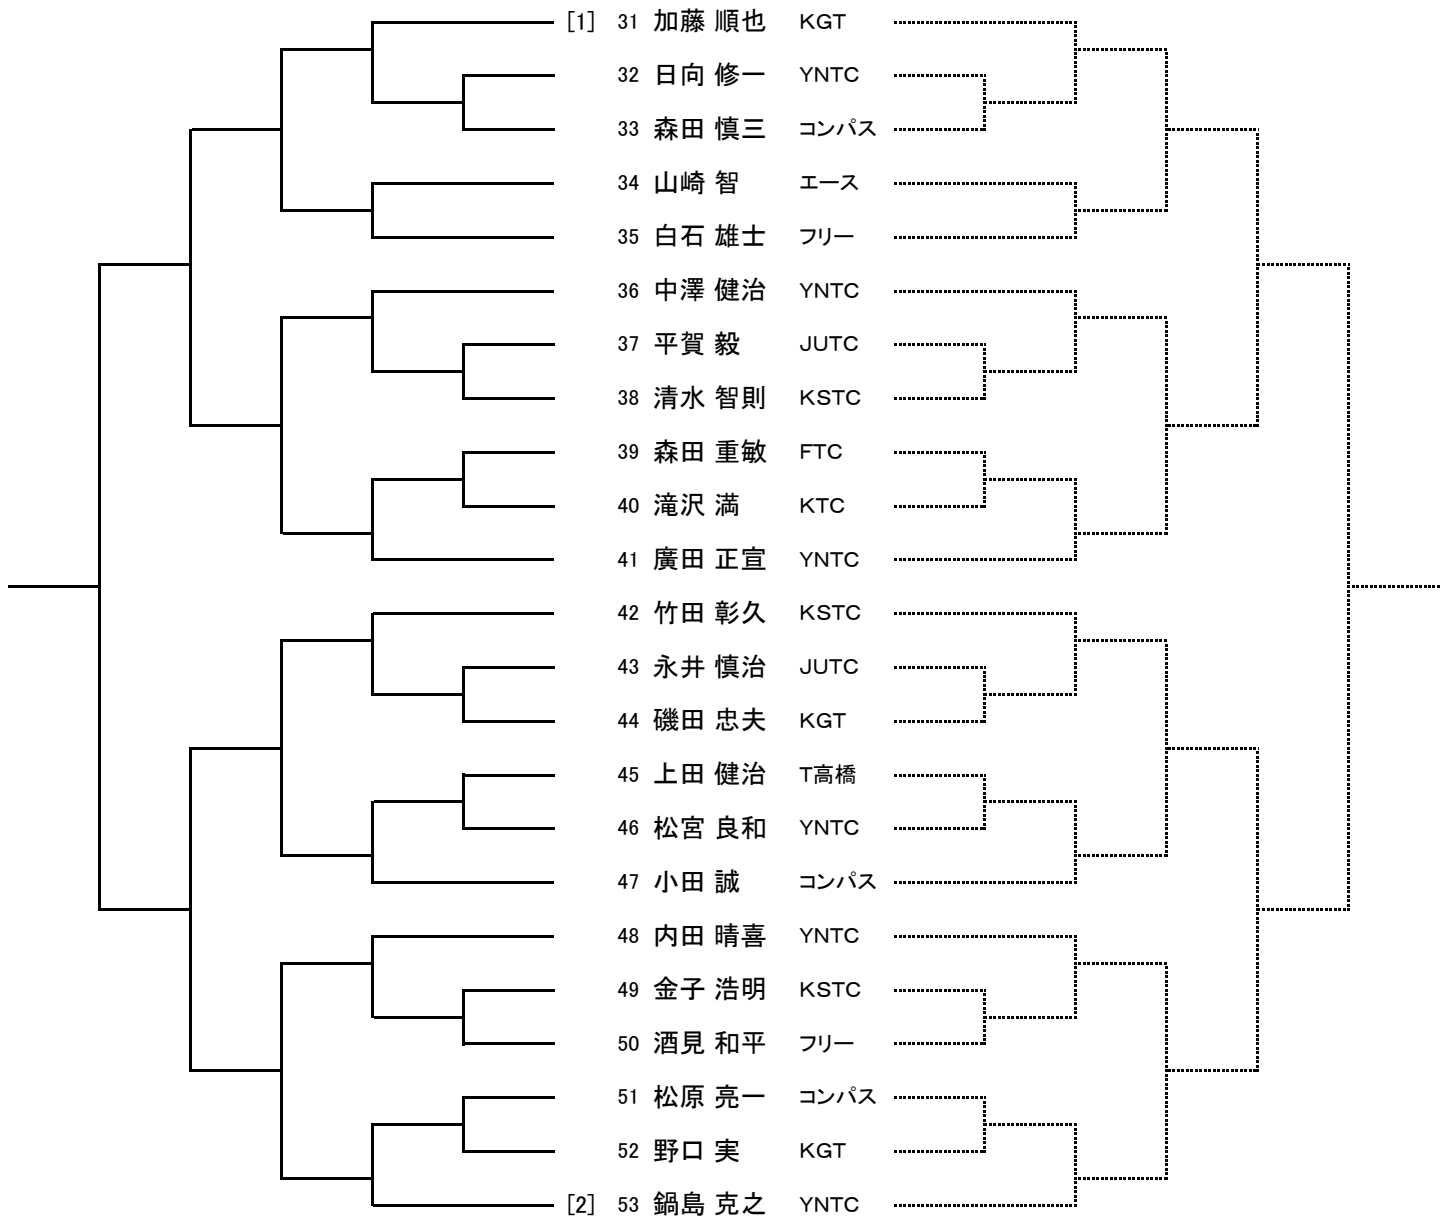 [1] 31 加藤 順也 KGT
32 日向 修一 YNTC
33 森田 慎三 コンパス
34 山崎 智 エース
35 白石 雄士 フリー
36 中澤 健治 YNTC
37 平賀 毅 JUTC
38 清水 智則 KSTC
39 森田 重敏 FTC
40 滝沢 満 KTC
41 廣田 正宣 YNTC
42 竹田 彰久 KSTC
43 永井 慎治 JUTC
44 磯田 忠夫 KGT
45 上田 健治 T高橋
46 松宮 良和 YNTC
47 小田 誠 コンパス
48 内田 晴喜 YNTC
49 金子 浩明 KSTC
50 酒見 和平 フリー
51 松原 亮一 コンパス
52 野口 実 KGT
[2] 53 鍋島 克之 YNTC